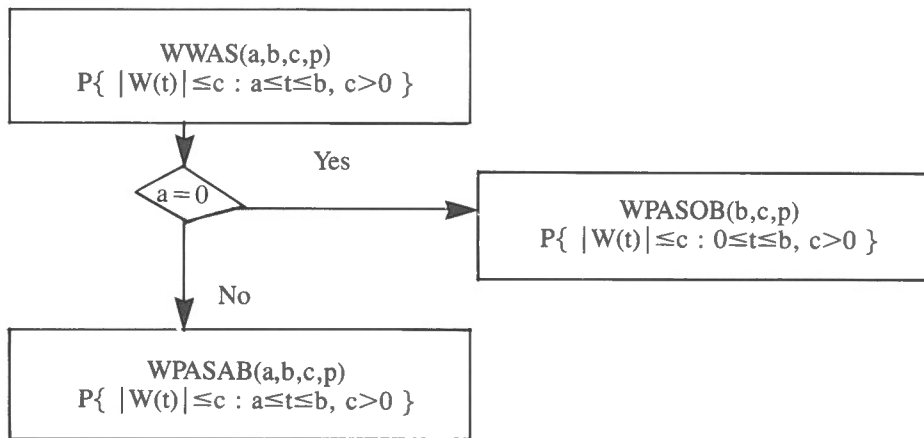 WWAS(a,b,c,p)
P{ |W(t)|≤c : a≤t≤b, c>0 }
Yes
a=0
WPASOB(b,c,p)
P{ |W(t)|≤c : 0≤t≤b, c>0 }
No
WPASAB(a,b,c,p)
P{ |W(t)|≤c : a≤t≤b, c>0 }